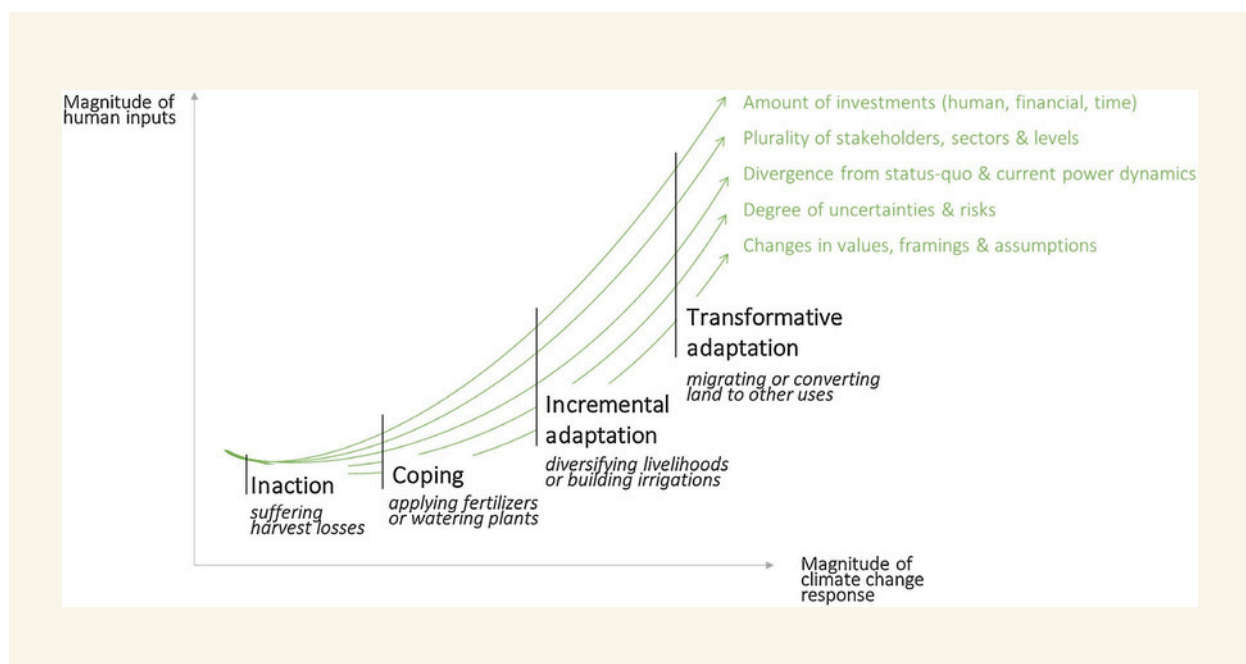 Magnitude of
human inputs
Amount of investments (human, financial, time)
Plurality of stakeholders, sectors & levels
Divergence from status-quo & current power dynamics
Degree of uncertainties & risks
Changes in values, framings & assumptions
Transformative
adaptation
migrating or converting
land to other uses
Incremental
adaptation
diversifying livelihoods
or building irrigations
Coping
applying fertilizers
or watering plants
Inaction
suffering
harvest losses
Magnitude of
climate change
response